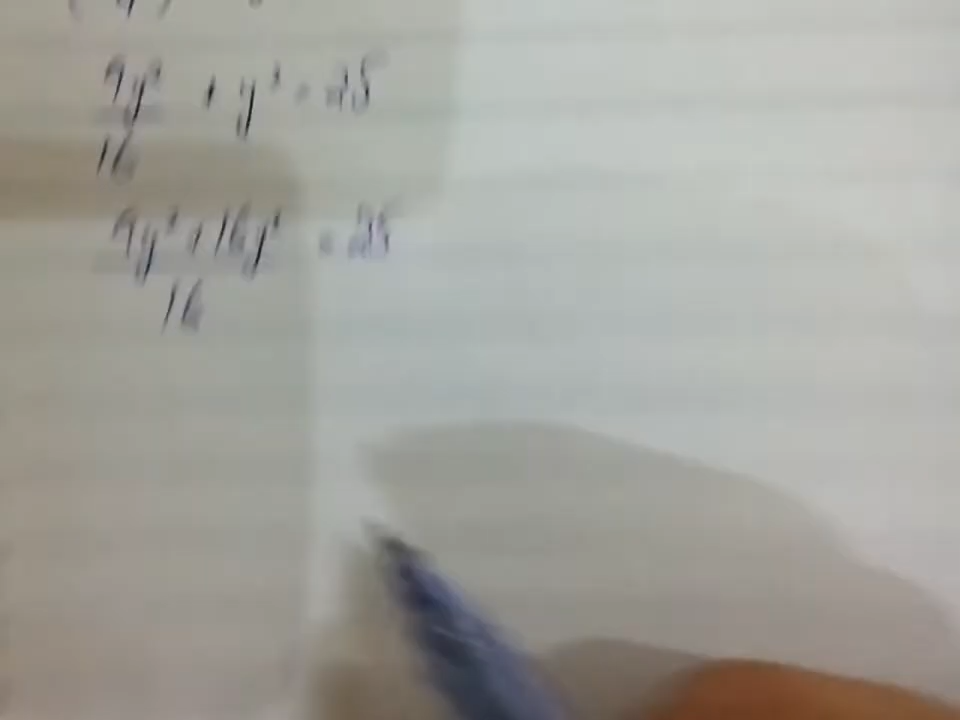 9y²/16 + y² = 25
9y² + 16y²/16 = 25